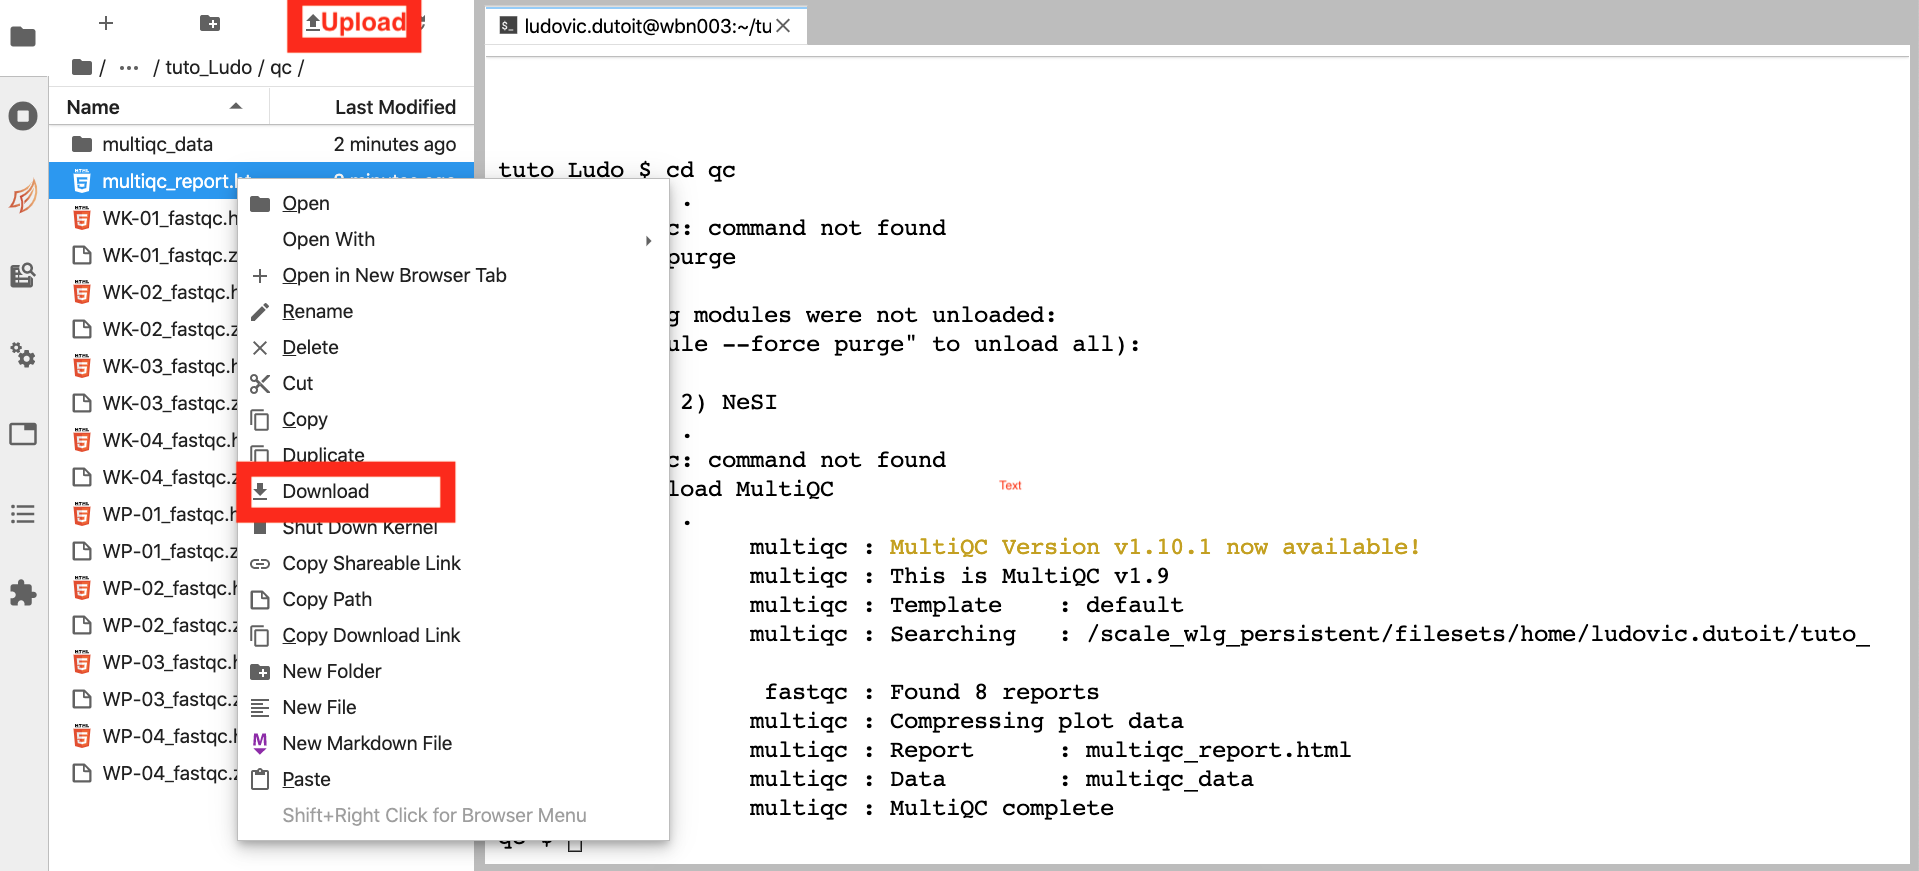 Upload
/ ··· / tuto_Ludo / qc /
Name Last Modified
multiqc_data 2 minutes ago
multiqc_report.ht
WK-01_fastqc.h
WK-01_fastqc.z
WK-02_fastqc.h
WK-02_fastqc.z
WK-03_fastqc.h
WK-03_fastqc.z
WK-04_fastqc.h
WK-04_fastqc.z
WP-01_fastqc.h
WP-01_fastqc.z
WP-02_fastqc.h
WP-02_fastqc.z
WP-03_fastqc.h
WP-03_fastqc.z
WP-04_fastqc.h
WP-04_fastqc.z
Open
Open With
Open in New Browser Tab
Rename
Delete
Cut
Copy
Duplicate
Download
Shut Down Kernel
Copy Shareable Link
Copy Path
Copy Download Link
New Folder
New File
New Markdown File
Paste
Shift+Right Click for Browser Menu
ludovic.dutoit@wbn003:~/tu
tuto Ludo $ cd qc
.
c: command not found
purge
g modules were not unloaded:
ule --force purge" to unload all):
2) NeSI
.
c: command not found
load MultiQC
Text
.
multiqc : MultiQC Version v1.10.1 now available!
multiqc : This is MultiQC v1.9
multiqc : Template : default
multiqc : Searching : /scale_wlg_persistent/filesets/home/ludovic.dutoit/tuto_
fastqc : Found 8 reports
multiqc : Compressing plot data
multiqc : Report : multiqc_report.html
multiqc : Data : multiqc_data
multiqc : MultiQC complete
qc $